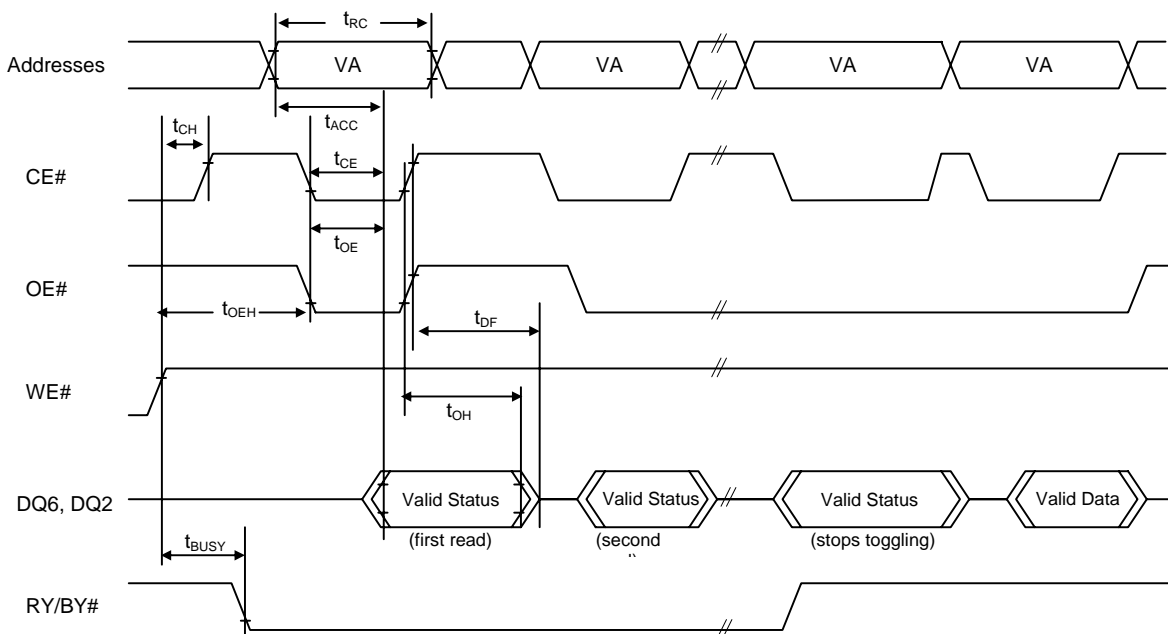 tRC
Addresses VA VA VA VA
tACC
tCH
tCE
CE#
tOE
OE#
tOEH
tDF
WE#
tOH
DQ6, DQ2 Valid Status Valid Status Valid Status Valid Data
(first read) (second (stops toggling)
tBUSY
RY/BY#